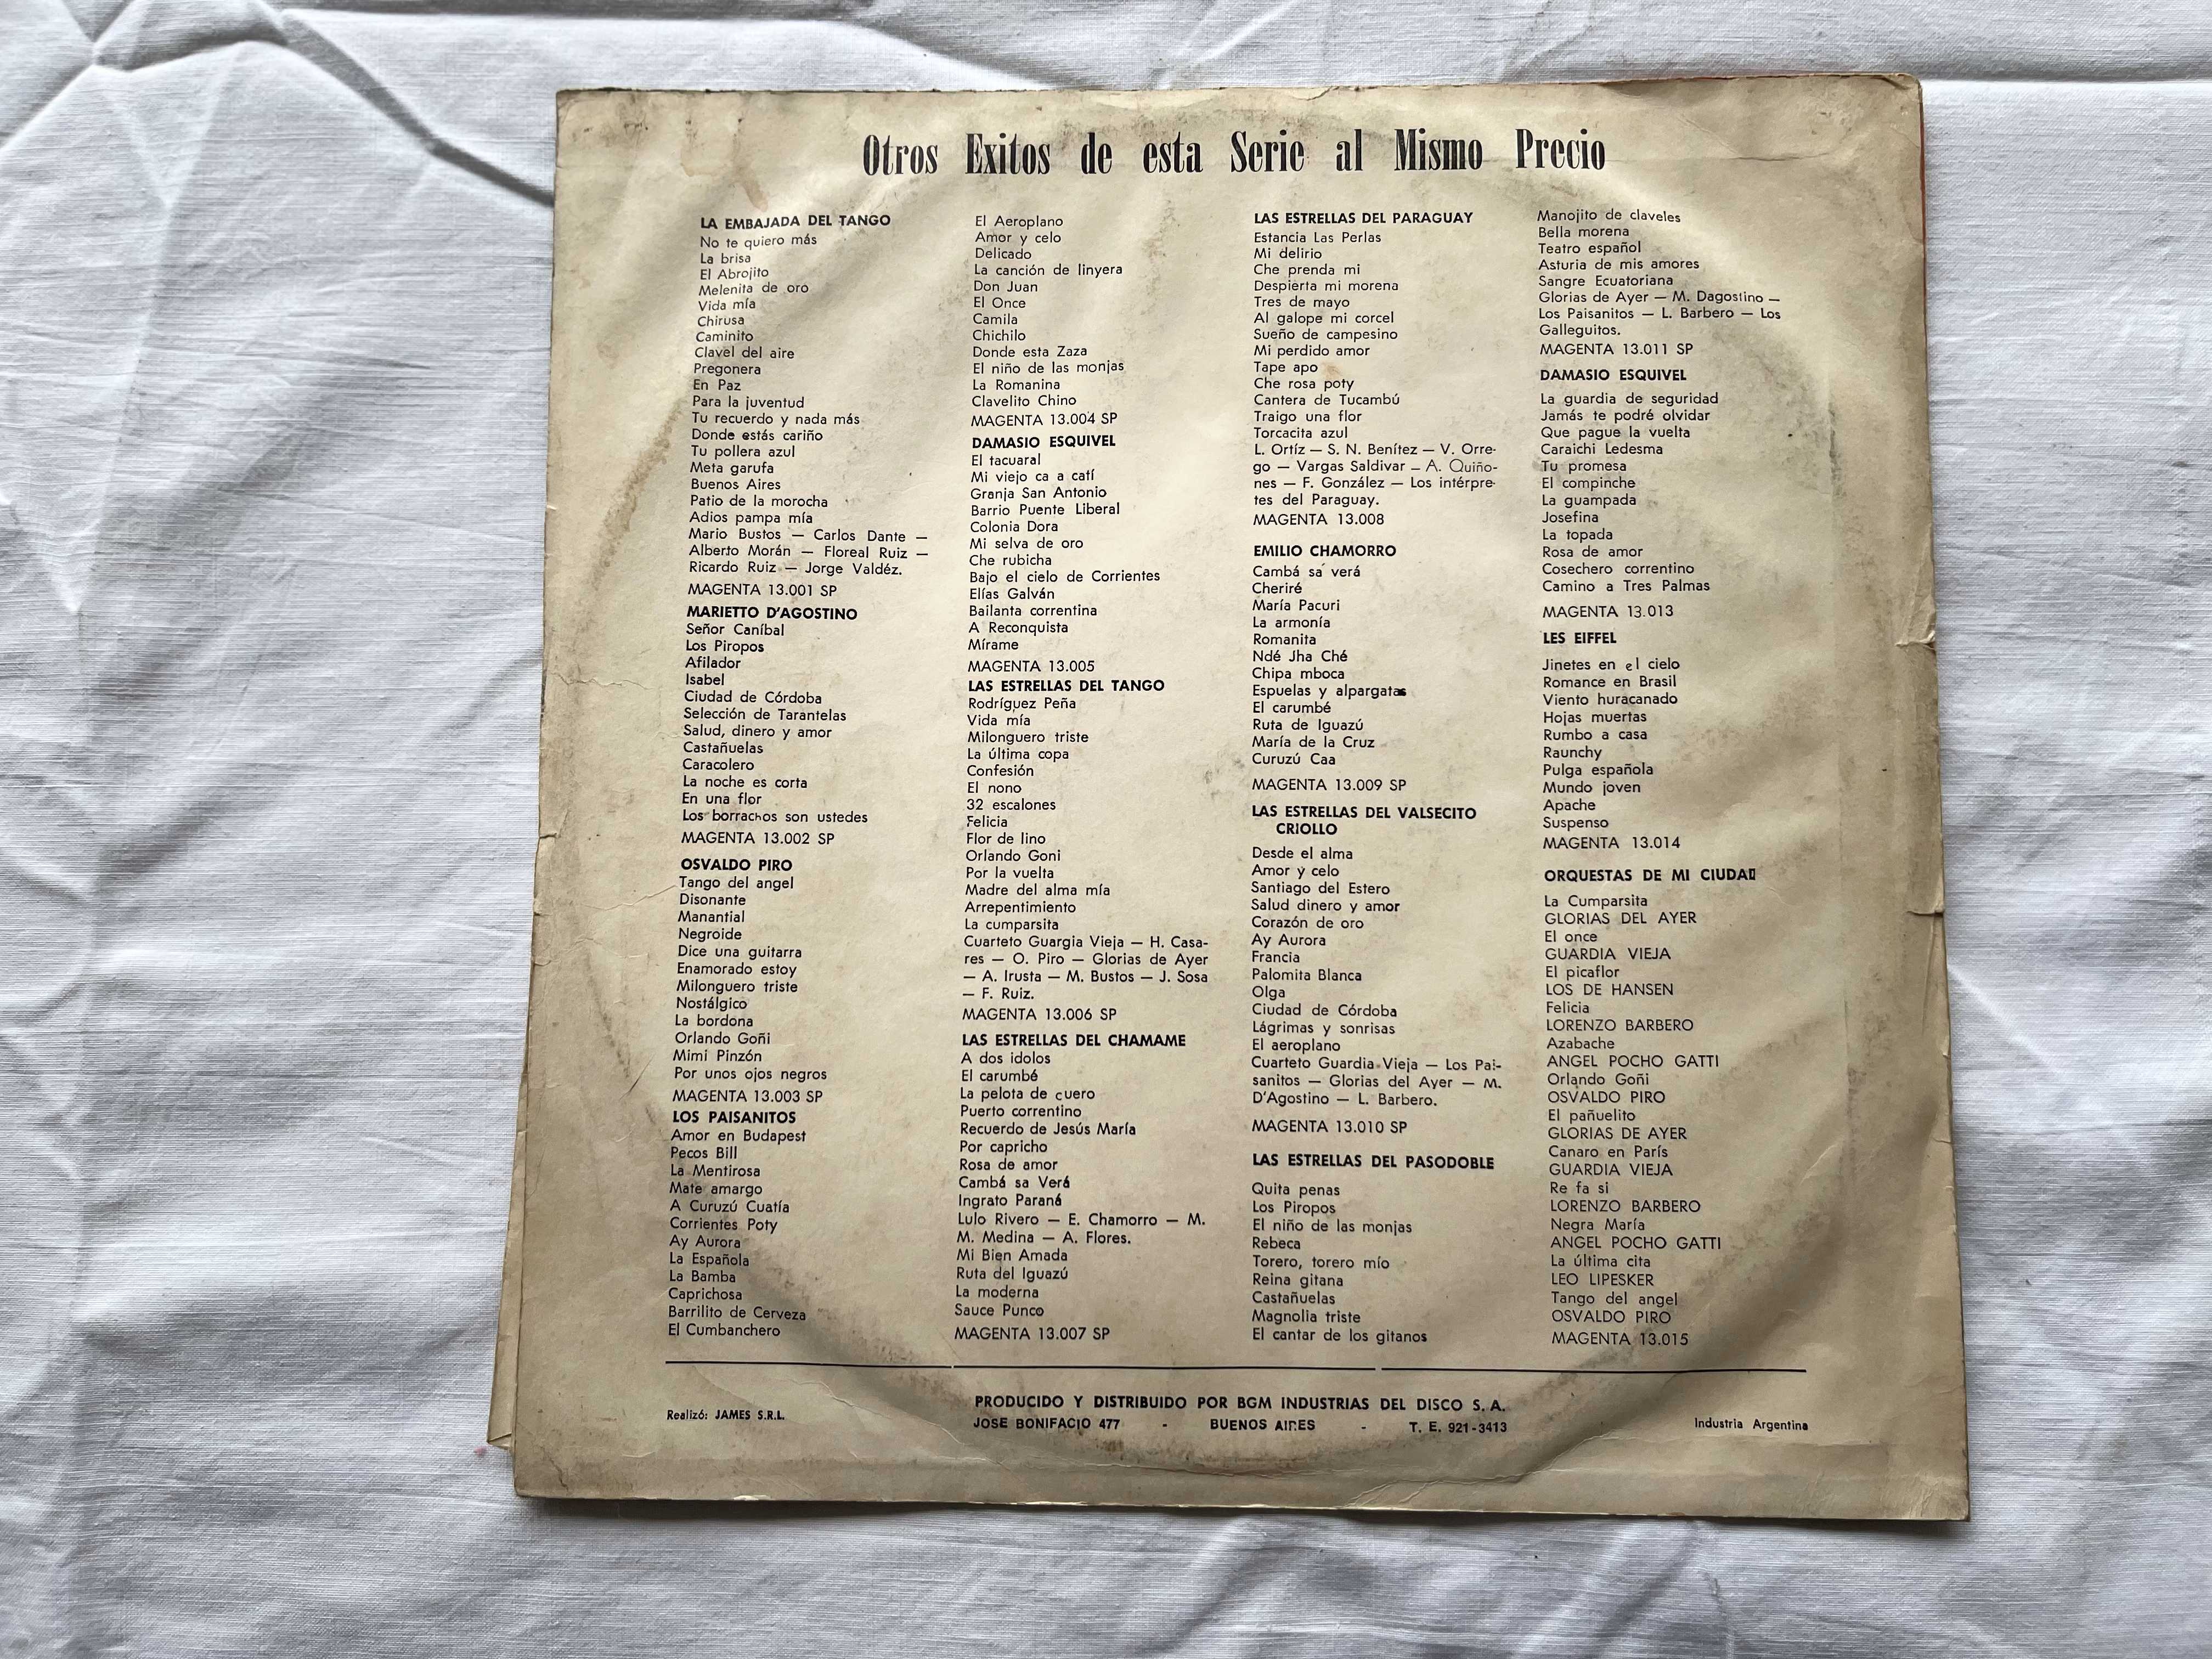 Otros Exitos de esta Serie al Mismo Precio
LA EMBAJADA DEL TANGO
No te quiero más
La brisa
El Abrojito
Melenita de oro
Vida mía
Chirusa
Caminito
Clavel del aire
Pregonera
En Paz
Para la juventud
Tu recuerdo y nada más
Donde estás cariño
Tu pollera azul
Meta garufa
Buenos Aires
Patio de la morocha
Adios pampa mía
Mario Bustos — Carlos Dante —
Alberto Morán — Floreal Ruiz —
Ricardo Ruiz — Jorge Valdéz.
MAGENTA 13.001 SP
MARIETTO D'AGOSTINO
Señor Caníbal
Los Piropos
Afilador
Isabel
Ciudad de Córdoba
Selección de Tarantelas
Salud, dinero y amor
Castañuelas
Caracolero
La noche es corta
En una flor
Los borrachos son ustedes
MAGENTA 13.002 SP
OSVALDO PIRO
Tango del angel
Disonante
Manantial
Negroide
Dice una guitarra
Enamorado estoy
Milonguero triste
Nostálgico
La bordona
Orlando Goñi
Mimi Pinzón
Por unos ojos negros
MAGENTA 13.003 SP
LOS PAISANITOS
Amor en Budapest
Pecos Bill
La Mentirosa
Mate amargo
A Curuzú Cuatía
Corrientes Poty
Ay Aurora
La Española
La Bamba
Caprichosa
Barrilito de Cerveza
El Cumbanchero
El Aeroplano
Amor y celo
Delicado
La canción de linyera
Don Juan
El Once
Camila
Chichilo
Donde esta Zaza
El niño de las monjas
La Romanina
Clavelito Chino
MAGENTA 13.004 SP
DAMASIO ESQUIVEL
El tacuaral
Mi viejo ca a catí
Granja San Antonio
Barrio Puente Liberal
Colonia Dora
Mi selva de oro
Che rubicha
Bajo el cielo de Corrientes
Elías Galván
Bailanta correntina
A Reconquista
Mírame
MAGENTA 13.005
LAS ESTRELLAS DEL TANGO
Rodríguez Peña
Vida mía
Milonguero triste
La última copa
Confesión
El nono
32 escalones
Felicia
Flor de lino
Orlando Goni
Por la vuelta
Madre del alma mía
Arrepentimiento
La cumparsita
Cuarteto Guargia Vieja — H. Casa-
res — O. Piro — Glorias de Ayer
— A. Irusta — M. Bustos — J. Sosa
— F. Ruiz.
MAGENTA 13.006 SP
LAS ESTRELLAS DEL CHAMAME
A dos idolos
El carumbé
La pelota de cuero
Puerto correntino
Recuerdo de Jesús María
Por capricho
Rosa de amor
Cambá sa Verá
Ingrato Paraná
Lulo Rivero — E. Chamorro — M.
M. Medina — A. Flores.
Mi Bien Amada
Ruta del Iguazú
La moderna
Sauce Punco
MAGENTA 13.007 SP
LAS ESTRELLAS DEL PARAGUAY
Estancia Las Perlas
Mi delirio
Che prenda mi
Despierta mi morena
Tres de mayo
Al galope mi corcel
Sueño de campesino
Mi perdido amor
Tape apo
Che rosa poty
Cantera de Tucambú
Traigo una flor
Torcacita azul
L. Ortíz — S. N. Benítez — V. Orre-
go — Vargas Saldivar — A. Quiño-
nes — F. González — Los intérpre-
tes del Paraguay.
MAGENTA 13.008
EMILIO CHAMORRO
Cambá sa´ verá
Cheriré
María Pacuri
La armonía
Romanita
Ndé Jha Ché
Chipa mboca
Espuelas y alpargatas
El carumbé
Ruta de Iguazú
María de la Cruz
Curuzú Caa
MAGENTA 13.009 SP
LAS ESTRELLAS DEL VALSECITO
CRIOLLO
Desde el alma
Amor y celo
Santiago del Estero
Salud dinero y amor
Corazón de oro
Ay Aurora
Francia
Palomita Blanca
Olga
Ciudad de Córdoba
Lágrimas y sonrisas
El aeroplano
Cuarteto Guardia Vieja — Los Pai-
sanitos — Glorias del Ayer — M.
D'Agostino — L. Barbero.
MAGENTA 13.010 SP
LAS ESTRELLAS DEL PASODOBLE
Quita penas
Los Piropos
El niño de las monjas
Rebeca
Torero, torero mío
Reina gitana
Castañuelas
Magnolia triste
El cantar de los gitanos
Manojito de claveles
Bella morena
Teatro español
Asturia de mis amores
Sangre Ecuatoriana
Glorias de Ayer — M. Dagostino —
Los Paisanitos — L. Barbero — Los
Galleguitos.
MAGENTA 13.011 SP
DAMASIO ESQUIVEL
La guardia de seguridad
Jamás te podré olvidar
Que pague la vuelta
Caraichi Ledesma
Tu promesa
El compinche
La guampada
Josefina
La topada
Rosa de amor
Cosechero correntino
Camino a Tres Palmas
MAGENTA 13.013
LES EIFFEL
Jinetes en el cielo
Romance en Brasil
Viento huracanado
Hojas muertas
Rumbo a casa
Raunchy
Pulga española
Mundo joven
Apache
Suspenso
MAGENTA 13.014
ORQUESTAS DE MI CIUDAD
La Cumparsita
GLORIAS DEL AYER
El once
GUARDIA VIEJA
El picaflor
LOS DE HANSEN
Felicia
LORENZO BARBERO
Azabache
ANGEL POCHO GATTI
Orlando Goñi
OSVALDO PIRO
El pañuelito
GLORIAS DE AYER
Canaro en París
GUARDIA VIEJA
Re fa si
LORENZO BARBERO
Negra María
ANGEL POCHO GATTI
La última cita
LEO LIPESKER
Tango del angel
OSVALDO PIRO
MAGENTA 13.015
Realizó: JAMES S.R.L.
PRODUCIDO Y DISTRIBUIDO POR BGM INDUSTRIAS DEL DISCO S. A.
JOSE BONIFACIO 477 - BUENOS AIRES - T. E. 921-3413
Industria Argentina